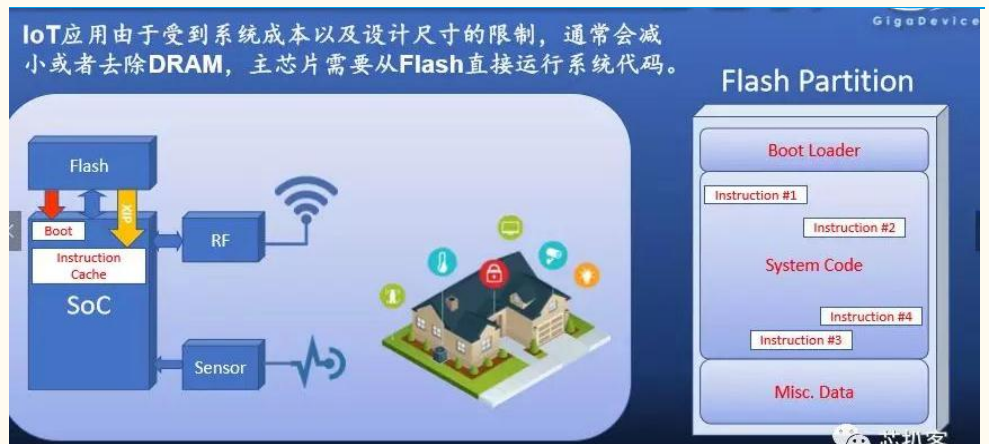 GigaDevice
IoT应用由于受到系统成本以及设计尺寸的限制，通常会减
小或者去除DRAM，主芯片需要从Flash直接运行系统代码。
Flash Partition
Flash
XIP
Boot
Instruction
Cache
SoC
RF
Sensor
Boot Loader
Instruction #1
Instruction #2
System Code
Instruction #4
Instruction #3
Misc. Data
芯扒客